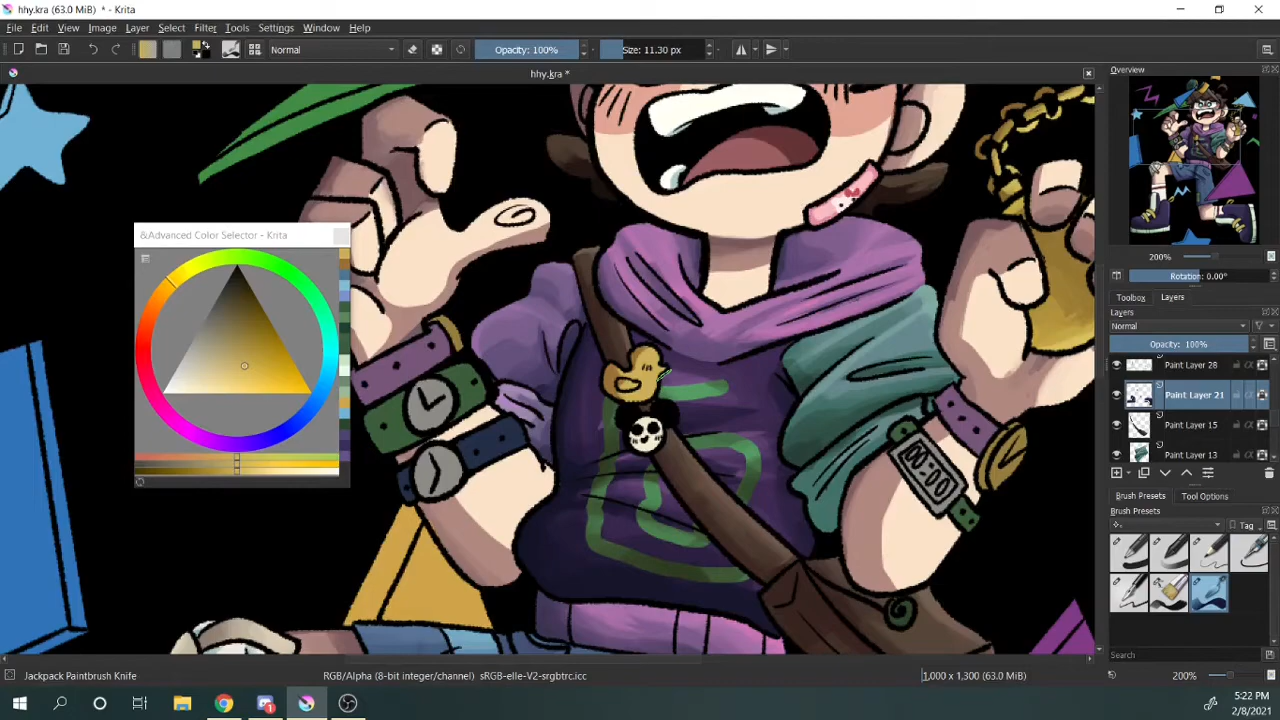 hhy.kra (63.0 MiB) * - Krita
File Edit View Image Layer Select Filter Tools Settings Window Help
Normal
Opacity: 100%
Size: 11.30 px
hhy.kra *
Overview
200%
Rotation: 0.00°
Toolbox
Layers
Layers
Normal
Opacity: 100%
Paint Layer 28
Paint Layer 21
Paint Layer 15
Paint Layer 13
&Advanced Color Selector - Krita
00:00
Brush Presets
Tool Options
Brush Presets
Tag
Search
Jackpack Paintbrush Knife
RGB/Alpha (8-bit integer/channel) sRGB-elle-V2-srgbtrc.icc
1,000 x 1,300 (63.0 MiB)
200%
5:22 PM
2/8/2021